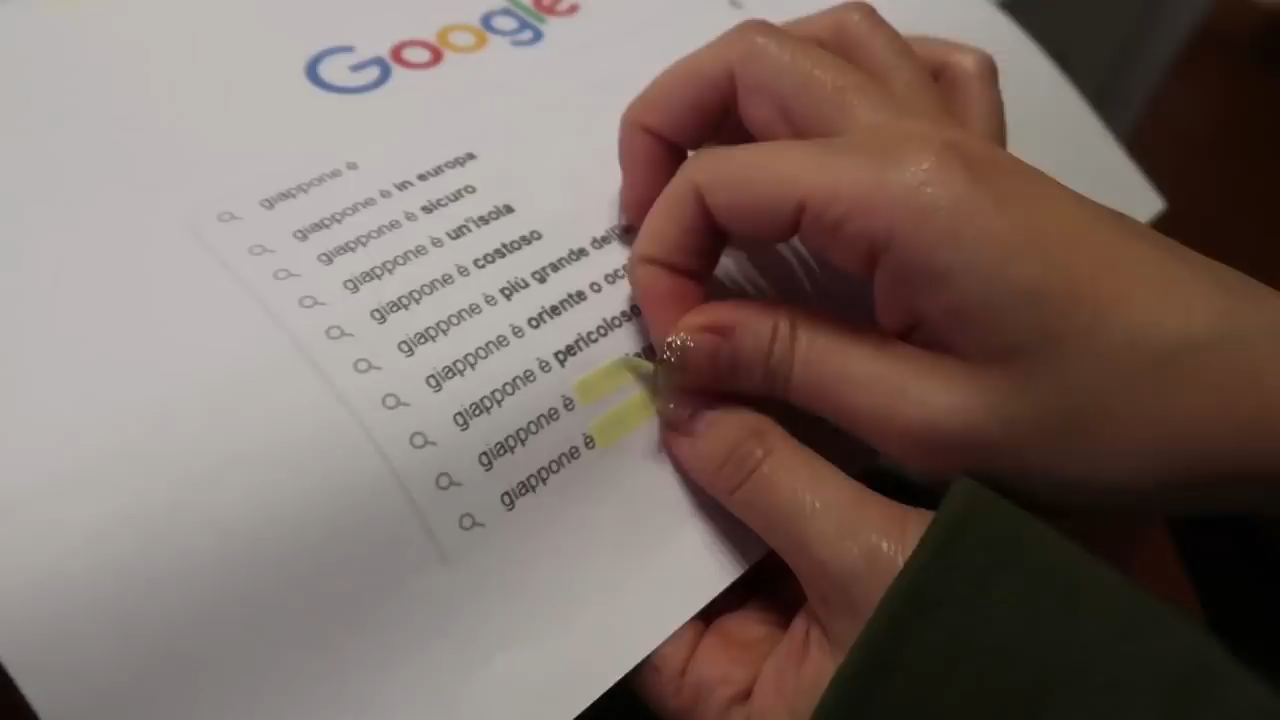 Google
giappone è
giappone è in europa
giappone è sicuro
giappone è un'isola
giappone è costoso
giappone è più grande
giappone è oriente o
giappone è pericoloso
giappone è
giappone è